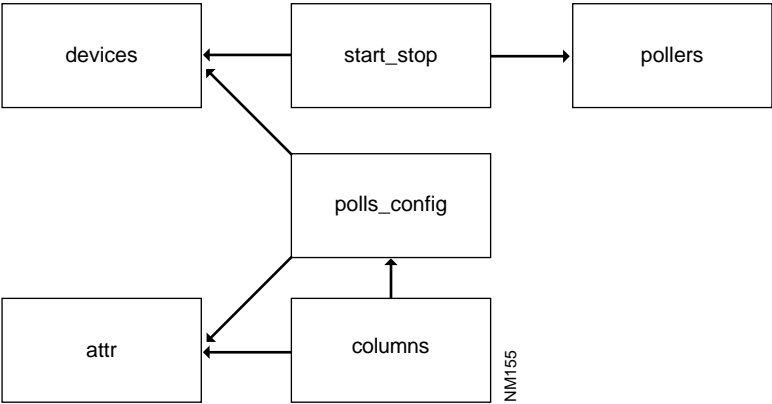 devices
start_stop
pollers
polls_config
attr
columns
NM155